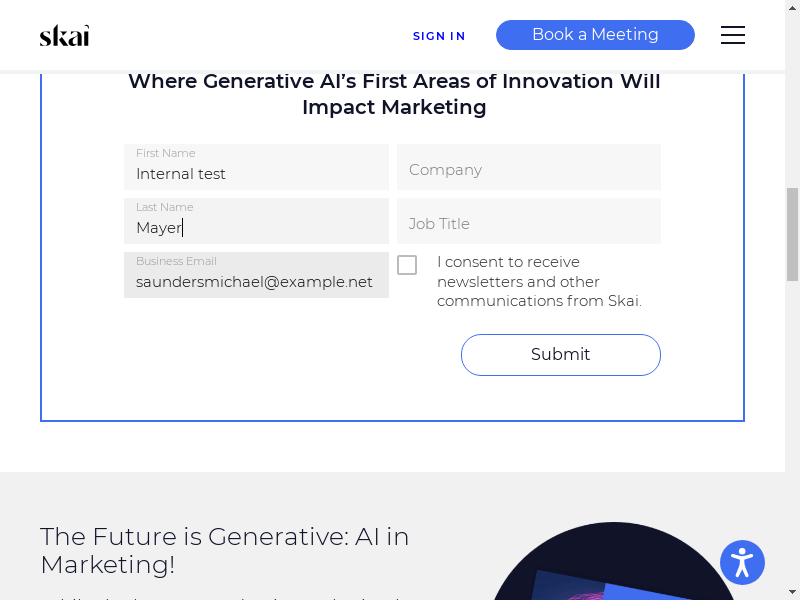 skai
SIGN IN
Book a Meeting
Where Generative AI's First Areas of Innovation Will
Impact Marketing
First Name
Internal test
Company
Last Name
Mayer
Job Title
Business Email
saundersmichael@example.net
I consent to receive
newsletters and other
communications from Skai.
Submit
The Future is Generative: AI in
Marketing!